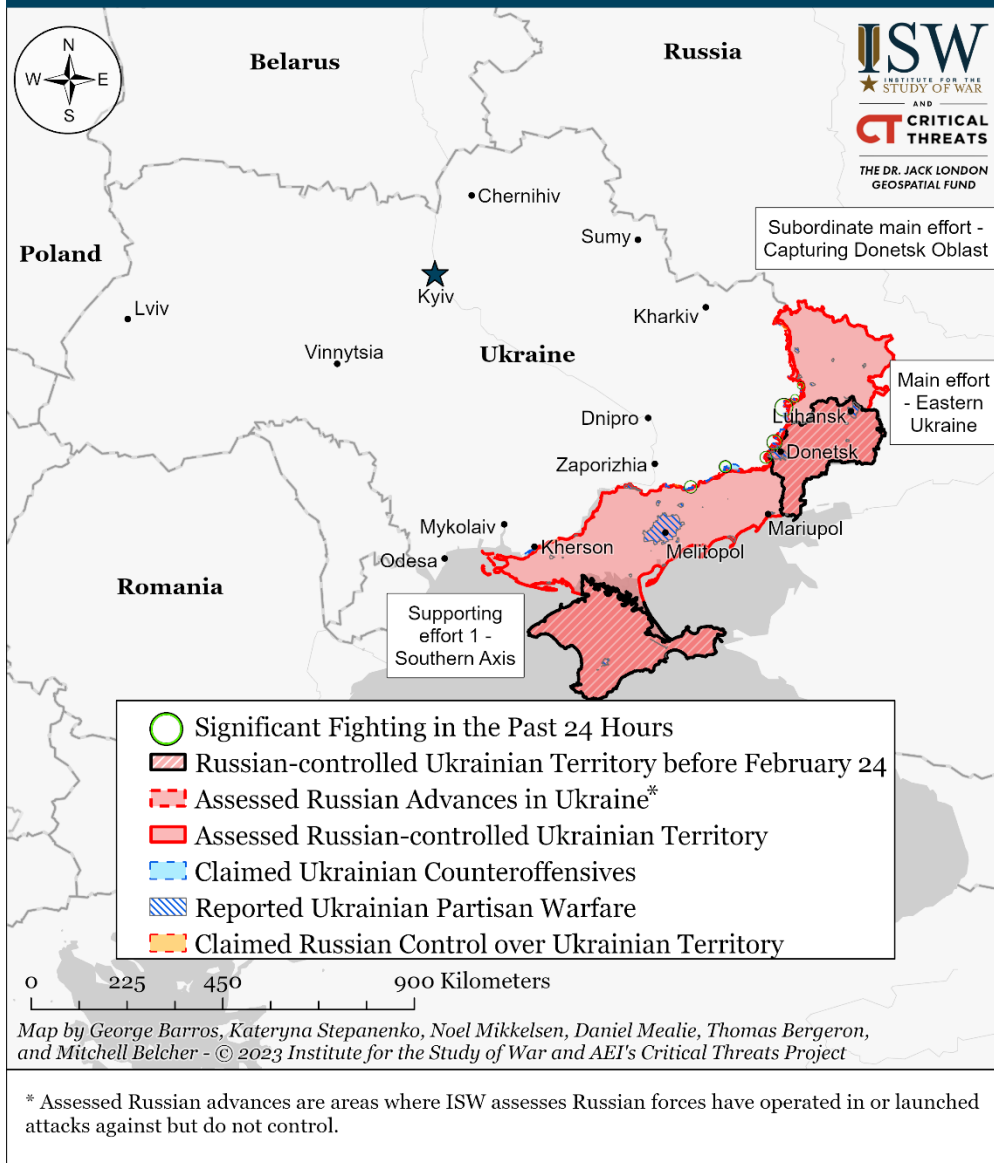 N
W
E
S
Belarus
Russia
ISW
INSTITUTE FOR THE
STUDY OF WAR
AND
CT CRITICAL
THREATS
THE DR. JACK LONDON
GEOSPATIAL FUND
Chernihiv
Subordinate main effort -
Capturing Donetsk Oblast
Sumy
Poland
Kyiv
Lviv
Kharkiv
Vinnytsia
Ukraine
Main effort
- Eastern
Ukraine
Dnipro
Luhansk
Donetsk
Zaporizhia
Mykolaiv
Mariupol
Kherson
Melitopol
Odesa
Romania
Supporting
effort 1 -
Southern Axis
Significant Fighting in the Past 24 Hours
Russian-controlled Ukrainian Territory before February 24
Assessed Russian Advances in Ukraine*
Assessed Russian-controlled Ukrainian Territory
Claimed Ukrainian Counteroffensives
Reported Ukrainian Partisan Warfare
Claimed Russian Control over Ukrainian Territory
0 225 450 900 Kilometers
Map by George Barros, Kateryna Stepanenko, Noel Mikkelsen, Daniel Mealie, Thomas Bergeron,
and Mitchell Belcher - © 2023 Institute for the Study of War and AEI's Critical Threats Project
* Assessed Russian advances are areas where ISW assesses Russian forces have operated in or launched
attacks against but do not control.